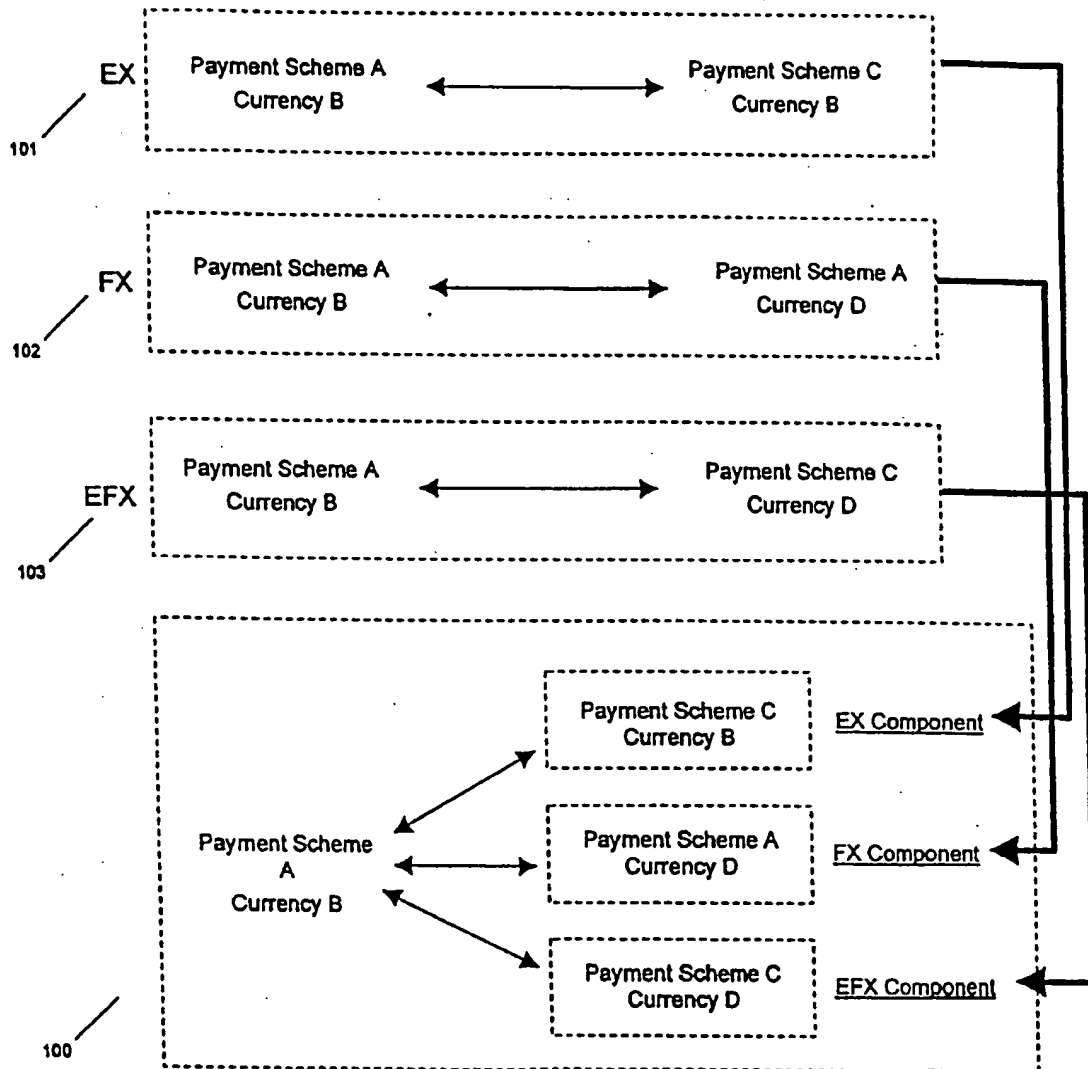 EX
Payment Scheme A
Currency B
Payment Scheme C
Currency B
101
FX
Payment Scheme A
Currency B
Payment Scheme A
Currency D
102
EFX
Payment Scheme A
Currency B
Payment Scheme C
Currency D
103
Payment Scheme C
Currency B
EX Component
Payment Scheme
A
Currency B
Payment Scheme A
Currency D
FX Component
Payment Scheme C
Currency D
EFX Component
100